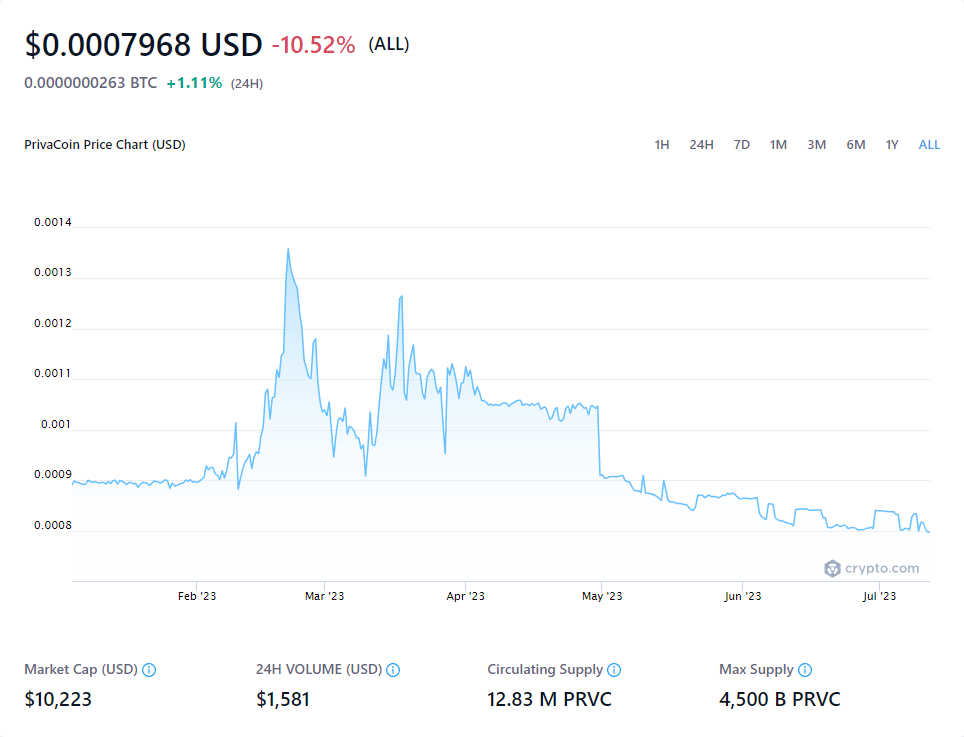 $0.0007968 USD -10.52% (ALL)
0.0000000263 BTC +1.11% (24H)
PrivaCoin Price Chart (USD) 1H 24H 7D 1M 3M 6M 1Y ALL
0.0014
0.0013
0.0012
0.0011
0.001
0.0009
0.0008
crypto.com
Feb '23 Mar '23 Apr '23 May '23 Jun '23 Jul '23
Market Cap (USD) 24H VOLUME (USD) Circulating Supply Max Supply
$10,223 $1,581 12.83 M PRVC 4,500 B PRVC